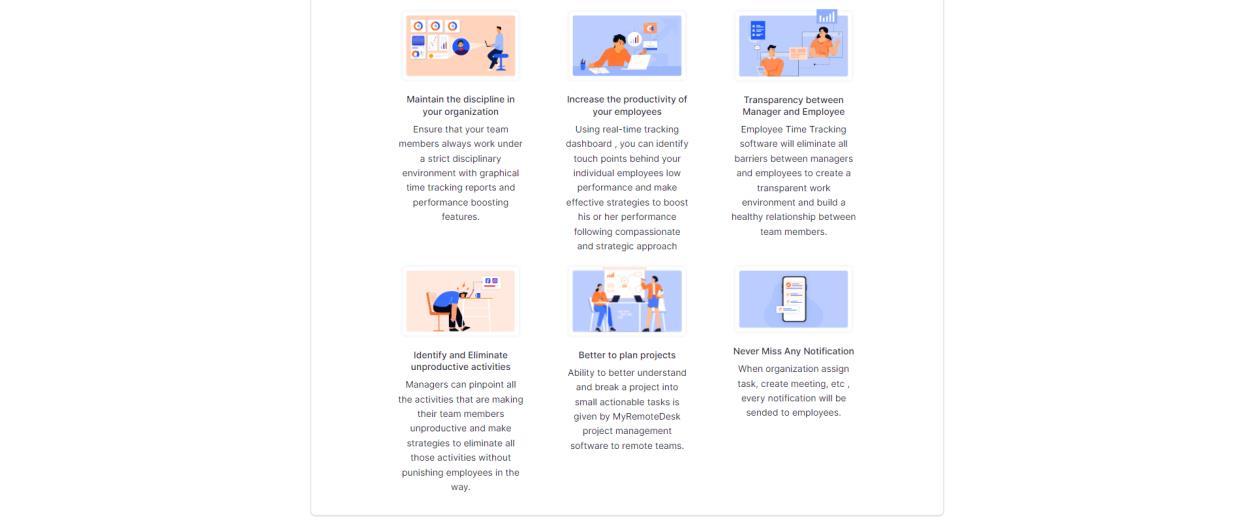 Maintain the discipline in
your organization
Ensure that your team
members always work under
a strict disciplinary
environment with graphical
time tracking reports and
performance boosting
features.
Increase the productivity of
your employees
Using real-time tracking
dashboard , you can identify
touch points behind your
individual employees low
performance and make
effective strategies to boost
his or her performance
following compassionate
and strategic approach
Transparency between
Manager and Employee
Employee Time Tracking
software will eliminate all
barriers between managers
and employees to create a
transparent work
environment and build a
healthy relationship between
team members.
Identify and Eliminate
unproductive activities
Managers can pinpoint all
the activities that are making
their team members
unproductive and make
strategies to eliminate all
those activities without
punishing employees in the
way.
Better to plan projects
Ability to better understand
and break a project into
small actionable tasks is
given by MyRemoteDesk
project management
software to remote teams.
Never Miss Any Notification
When organization assign
task, create meeting, etc ,
every notification will be
sended to employees.